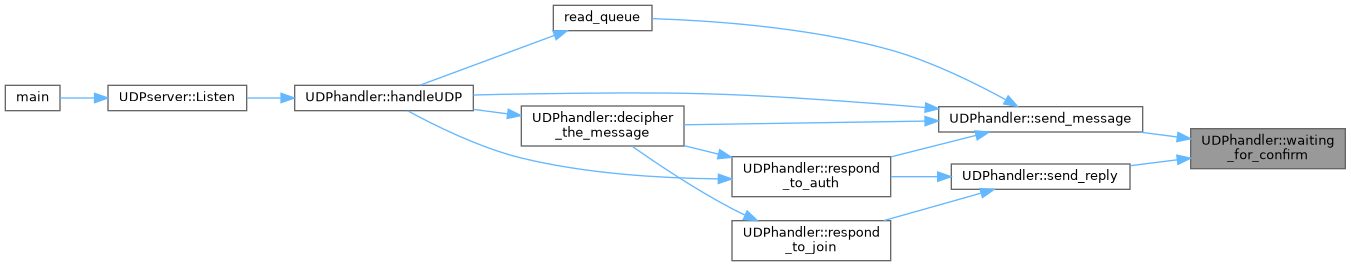 read_queue
main
UDPserver::Listen
UDPhandler::handleUDP
UDPhandler::decipher
_the_message
UDPhandler::send_message
UDPhandler::waiting
_for_confirm
UDPhandler::respond
_to_auth
UDPhandler::send_reply
UDPhandler::respond
_to_join